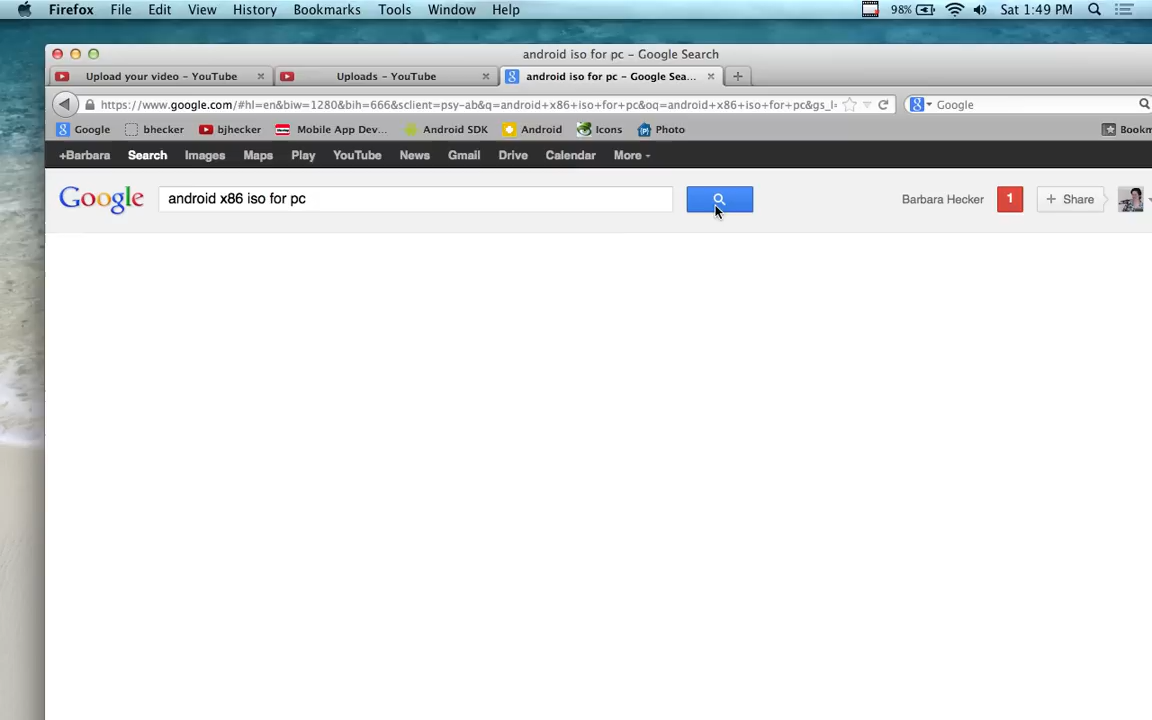 Firefox File Edit View History Bookmarks Tools Window Help 98% Sat 1:49 PM
android iso for pc - Google Search
Upload your video - YouTube Uploads - YouTube android iso for pc - Google Sea...
https://www.google.com/#hl=en&biw=1280&bih=666&sclient=psy-ab&q=android+x86+iso+for+pc&oq=android+x86+iso+for+pc&gs_l= Google
Google bhecker bjhecker Mobile App Dev... Android SDK Android Icons Photo Bookm
+Barbara Search Images Maps Play YouTube News Gmail Drive Calendar More
Google android x86 iso for pc Barbara Hecker 1 + Share